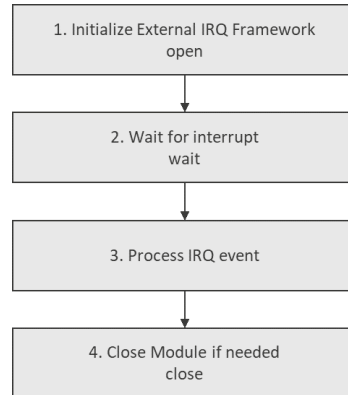 1. Initialize External IRQ Framework
open
2. Wait for interrupt
wait
3. Process IRQ event
4. Close Module if needed
close